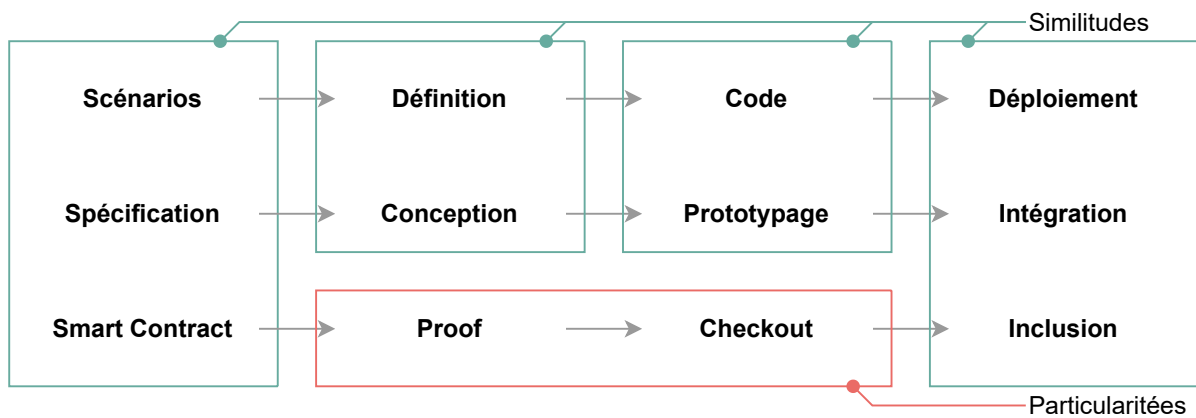 Similitudes
Scénarios Définition Code Déploiement
Spécification Conception Prototypage Intégration
Smart Contract Proof Checkout Inclusion
Particularitées